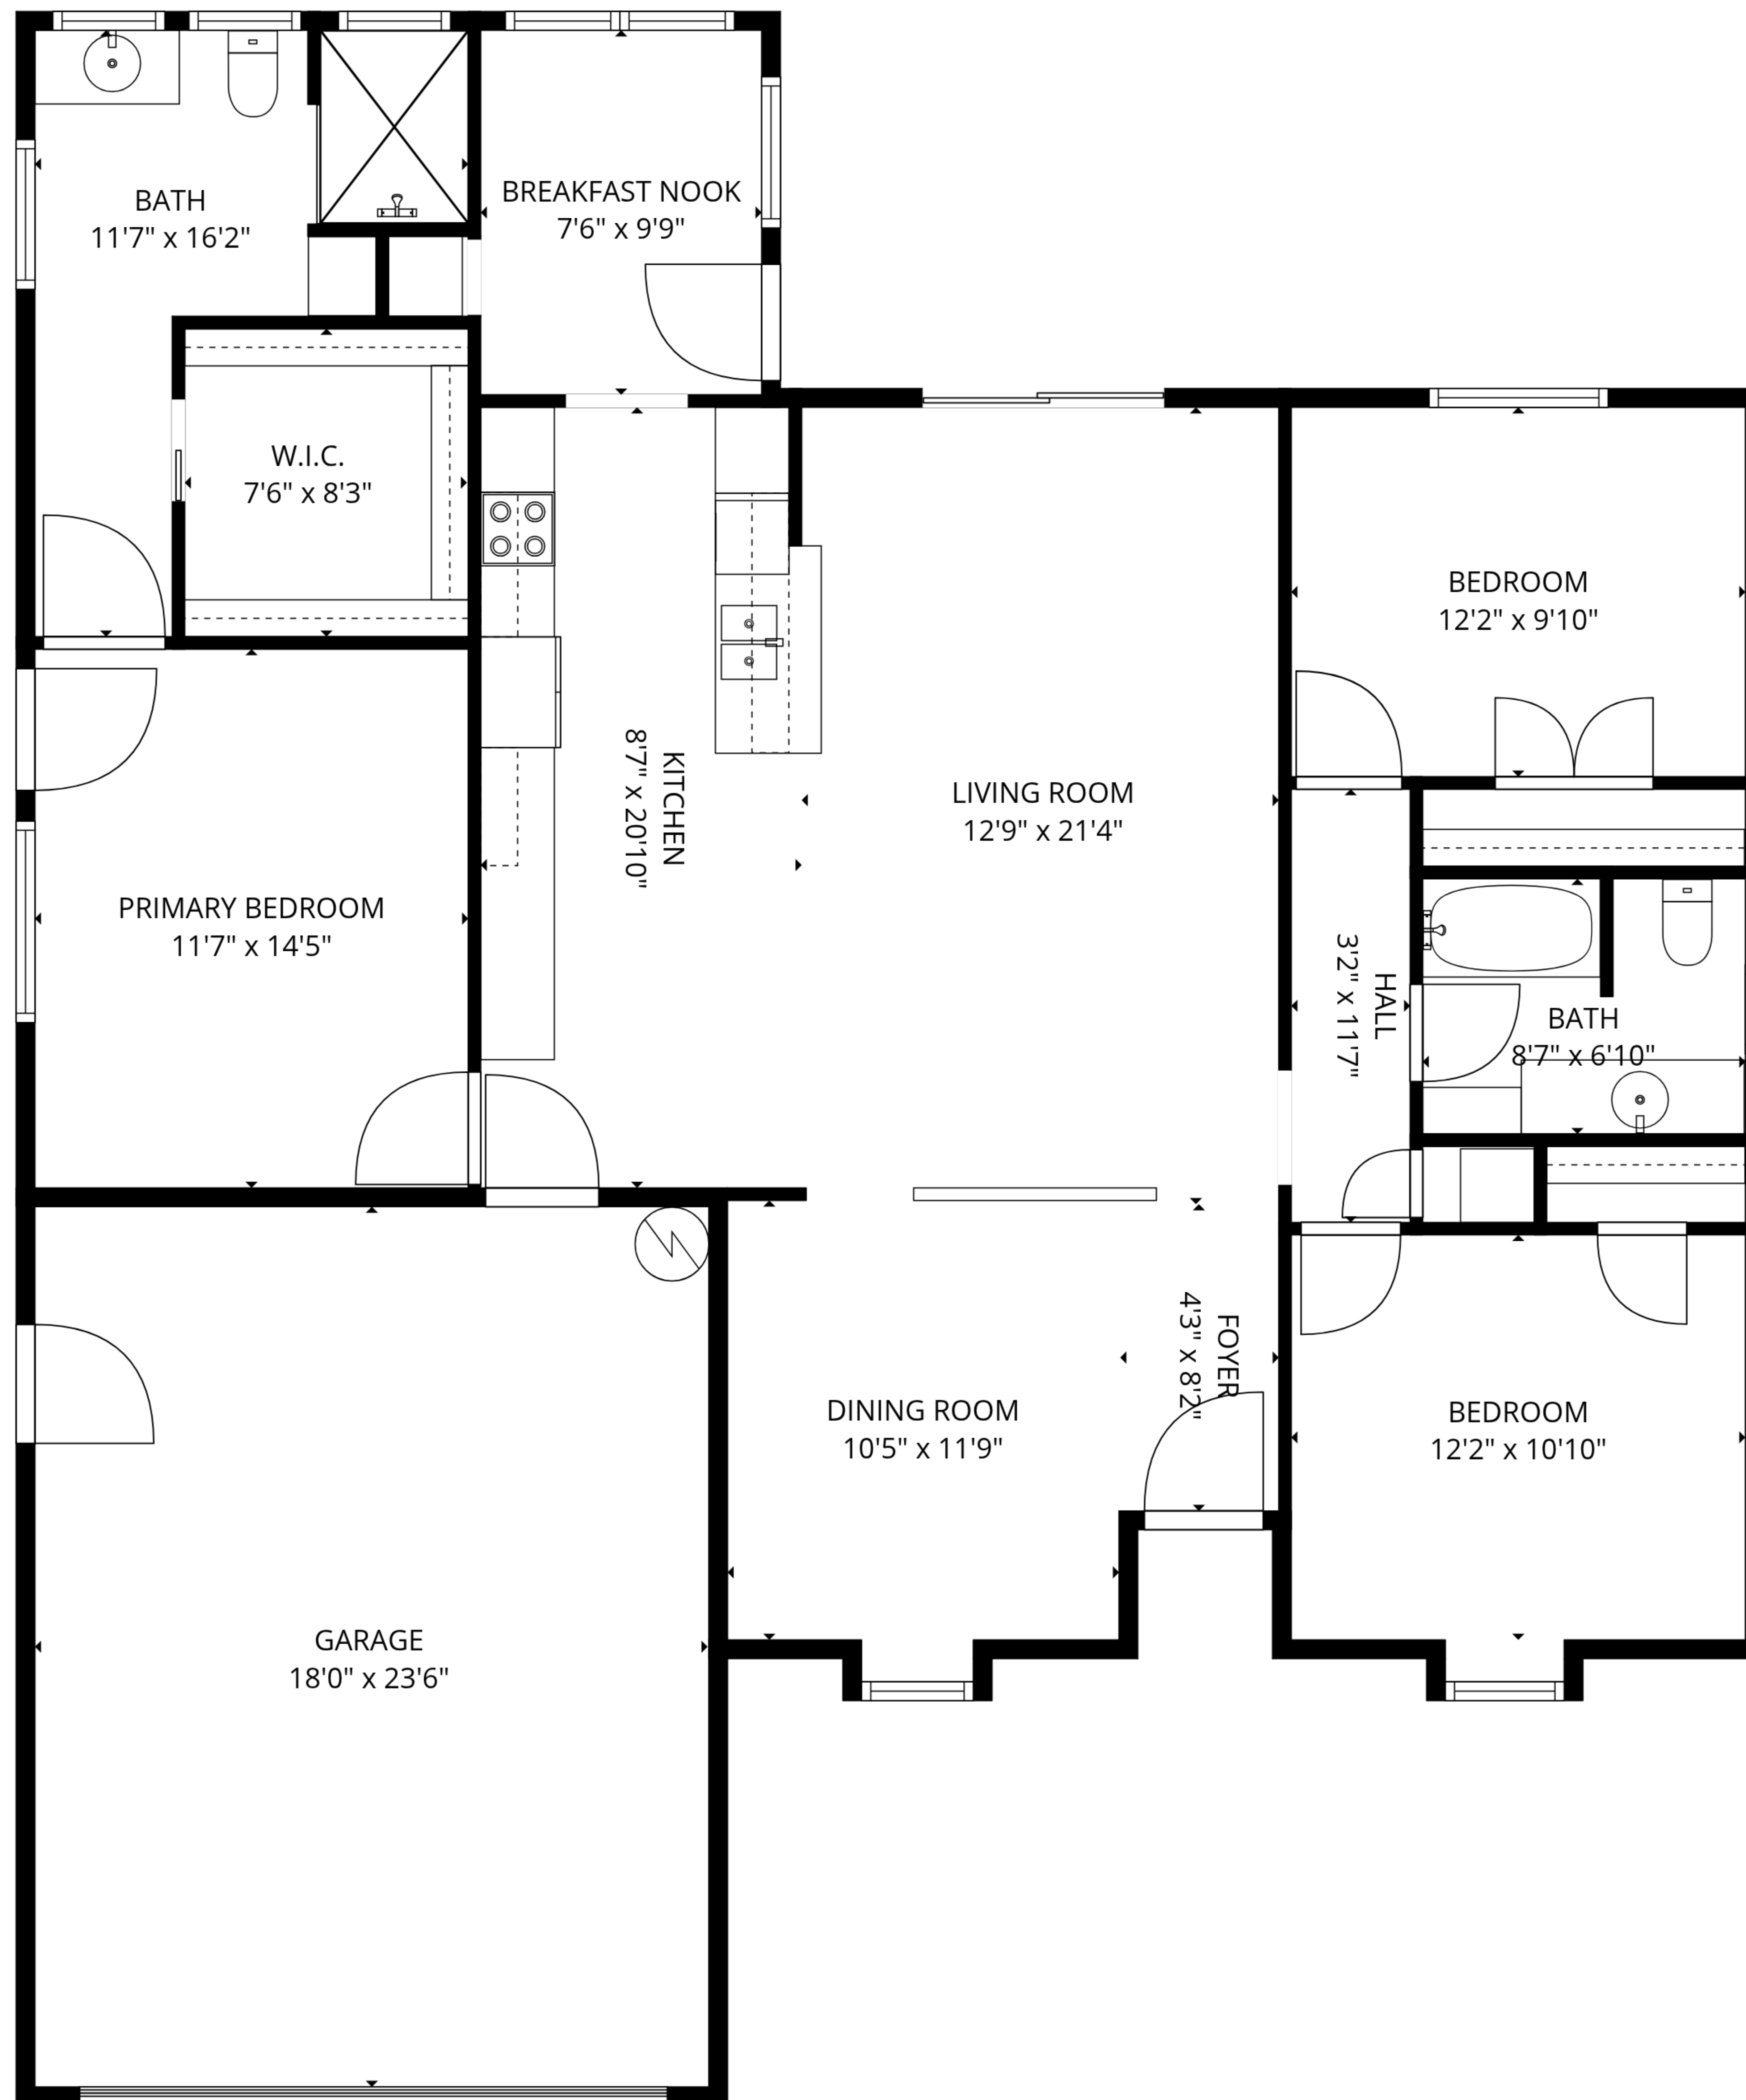 BATH
11'7" x 16'2"
BREAKFAST NOOK
7'6" x 9'9"
W.I.C.
7'6" x 8'3"
BEDROOM
12'2" x 9'10"
KITCHEN
8'7" x 20'10"
LIVING ROOM
12'9" x 21'4"
PRIMARY BEDROOM
11'7" x 14'5"
HALL
3'2" x 11'7"
BATH
8'7" x 6'10"
FOYER
4'3" x 8'2"
DINING ROOM
10'5" x 11'9"
BEDROOM
12'2" x 10'10"
GARAGE
18'0" x 23'6"